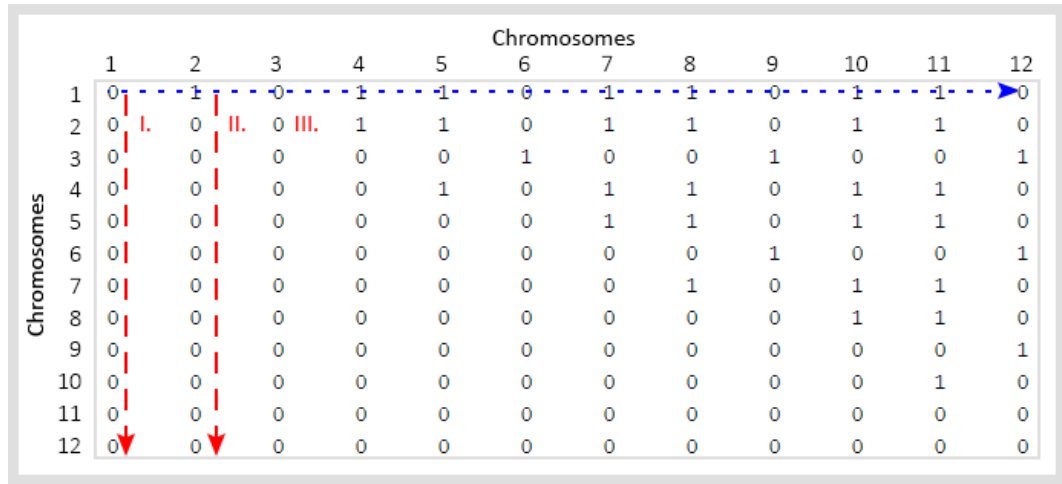 Chromosomes
1 2 3 4 5 6 7 8 9 10 11 12
1 0 1 0 1 1 0 1 1 0 1 1 0
2 0 I. 0 II. 0 III. 1 1 0 1 1 0 1 1 0
3 0 0 0 0 0 1 0 0 1 0 0 1
4 0 0 0 0 1 0 1 1 0 1 1 0
5 0 0 0 0 0 0 1 1 0 1 1 0
6 0 0 0 0 0 0 0 0 1 0 0 1
7 0 0 0 0 0 0 0 1 0 1 1 0
8 0 0 0 0 0 0 0 0 0 1 1 0
9 0 0 0 0 0 0 0 0 0 0 0 1
10 0 0 0 0 0 0 0 0 0 0 1 0
11 0 0 0 0 0 0 0 0 0 0 0 0
12 0 0 0 0 0 0 0 0 0 0 0 0
Chromosomes